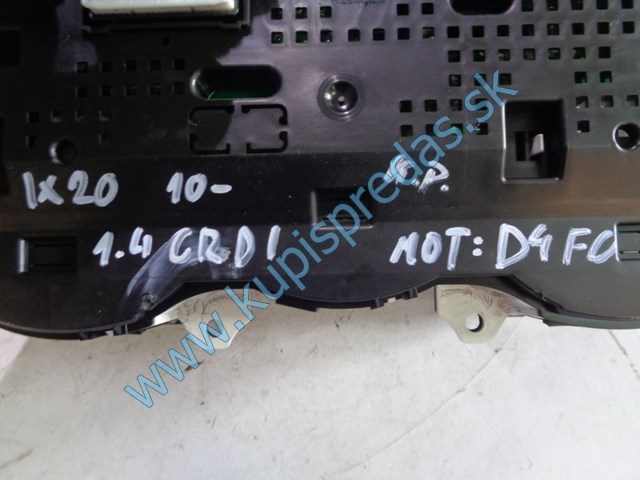 IX20 10- G.P.
1.4 CRDI MOT: D4FC
www.kupispredas.sk